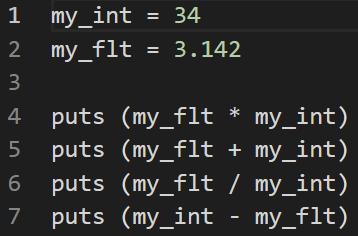 1 my_int = 34
2 my_flt = 3.142
3
4 puts (my_flt * my_int)
5 puts (my_flt + my_int)
6 puts (my_flt / my_int)
7 puts (my_int - my_flt)